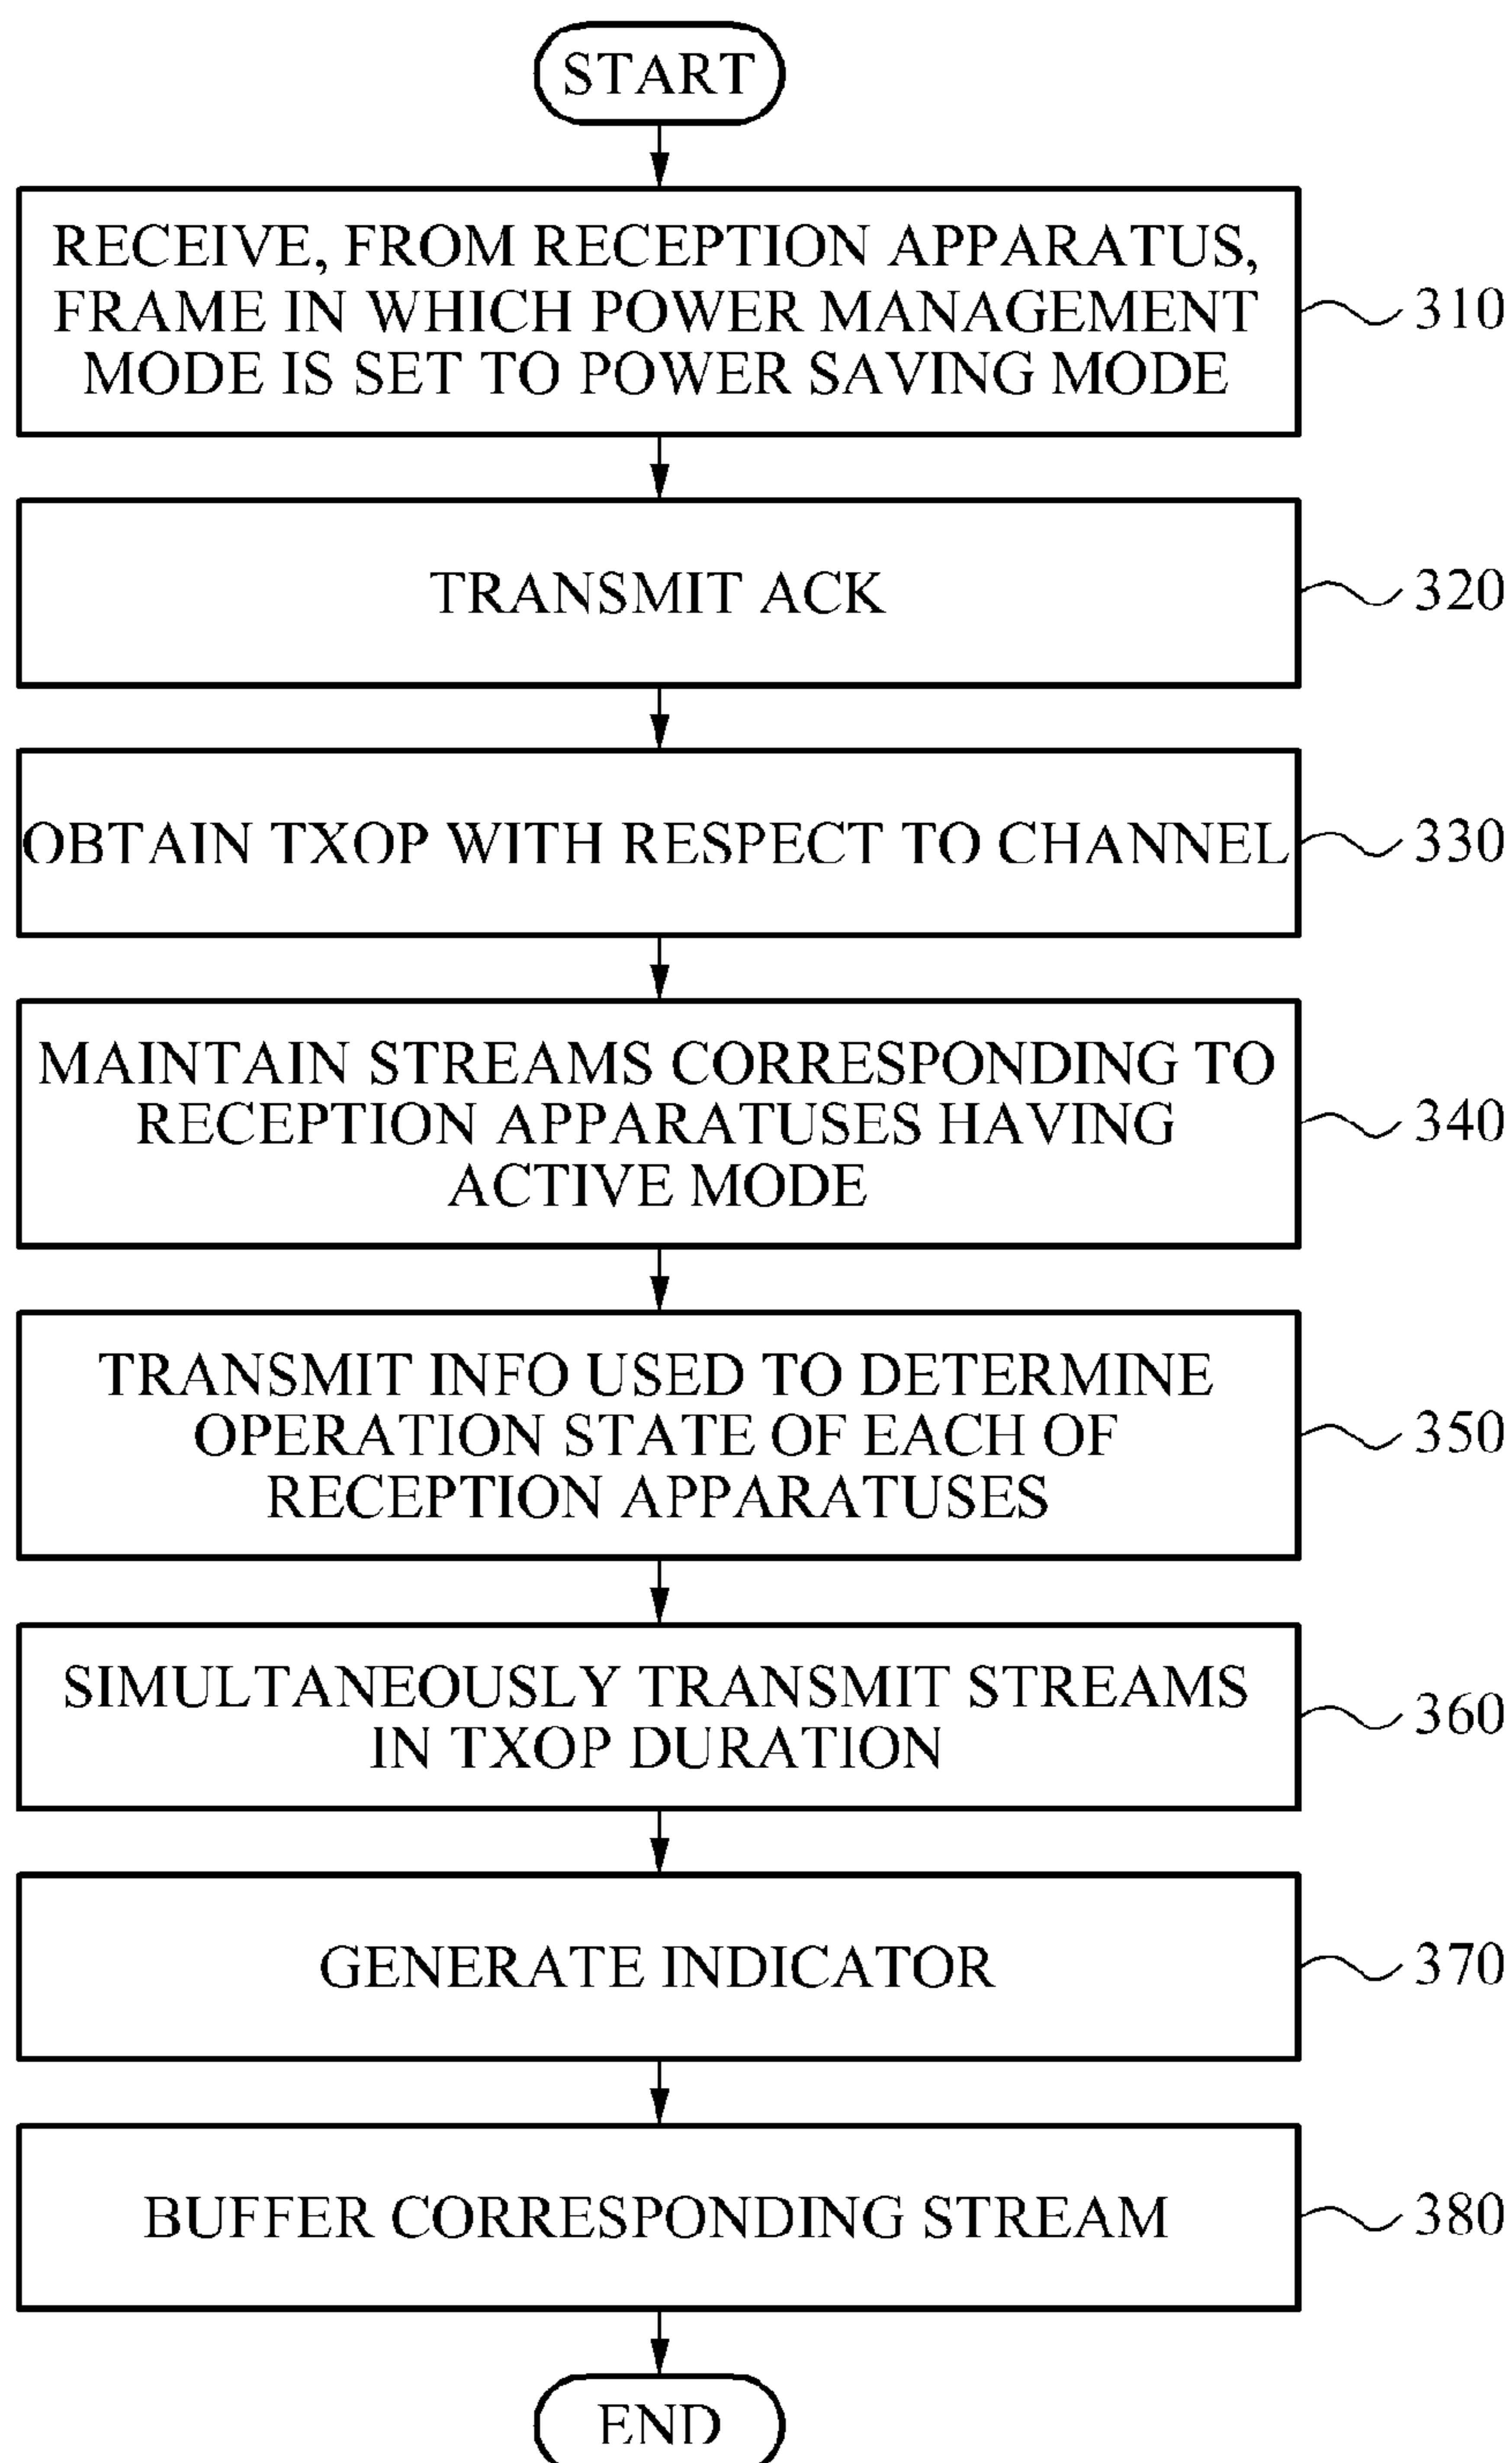 START
RECEIVE, FROM RECEPTION APPARATUS,
FRAME IN WHICH POWER MANAGEMENT
MODE IS SET TO POWER SAVING MODE
310
TRANSMIT ACK
320
OBTAIN TXOP WITH RESPECT TO CHANNEL
330
MAINTAIN STREAMS CORRESPONDING TO
RECEPTION APPARATUSES HAVING
ACTIVE MODE
340
TRANSMIT INFO USED TO DETERMINE
OPERATION STATE OF EACH OF
RECEPTION APPARATUSES
350
SIMULTANEOUSLY TRANSMIT STREAMS
IN TXOP DURATION
360
GENERATE INDICATOR
370
BUFFER CORRESPONDING STREAM
380
END